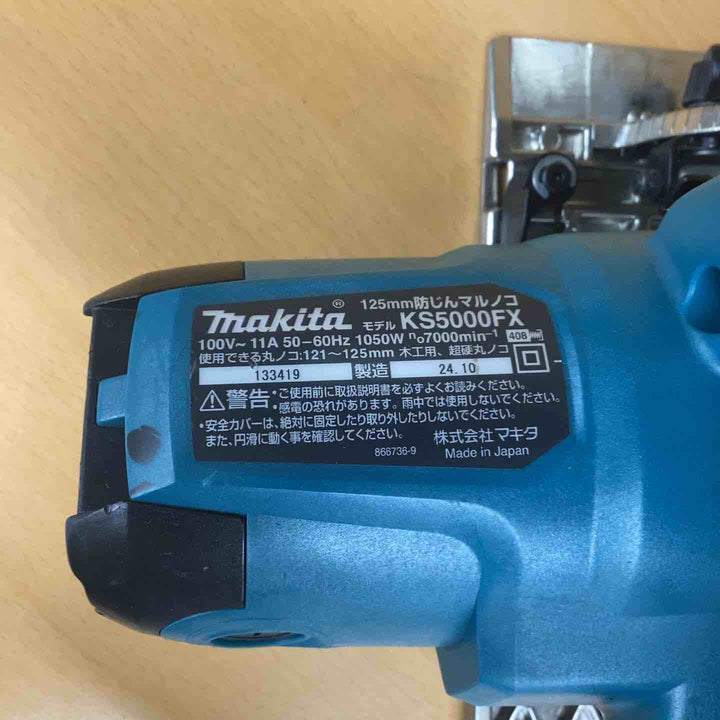 makita ® 125mm防じんマルノコ
モデル KS5000FX
100V~ 11A 50-60Hz 1050W n₀7000min⁻¹ 408
使用できる丸ノコ:121~125mm 木工用、超硬丸ノコ
133419 製造 24.10
⚠警告 ・ご使用前に取扱説明書を必ずよくお読みください。
・感電の恐れがあります。雨中では使用しないでください。
・安全カバーは、絶対に固定したり取り外したりしないでください。
また、円滑に動く事を確認してください。 株式会社マキタ
866736-9 Made in Japan